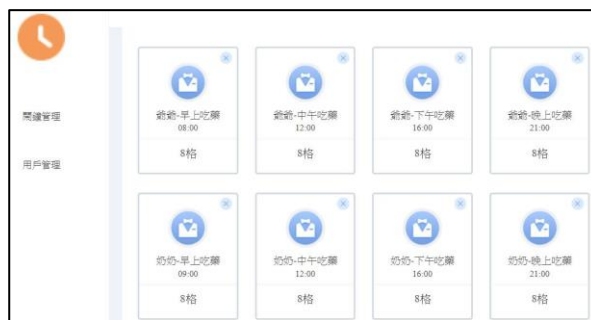 鬧鐘管理
用戶管理
爺爺-早上吃藥
08:00
8格
爺爺-中午吃藥
12:00
8格
爺爺-下午吃藥
16:00
8格
爺爺-晚上吃藥
21:00
8格
奶奶-早上吃藥
09:00
8格
奶奶-中午吃藥
12:00
8格
奶奶-下午吃藥
16:00
8格
奶奶-晚上吃藥
21:00
8格